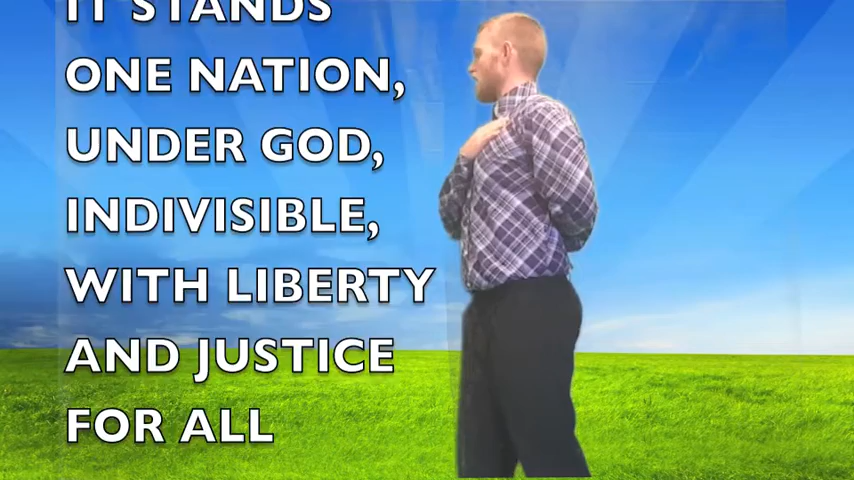 IT STANDS
ONE NATION,
UNDER GOD,
INDIVISIBLE,
WITH LIBERTY
AND JUSTICE
FOR ALL